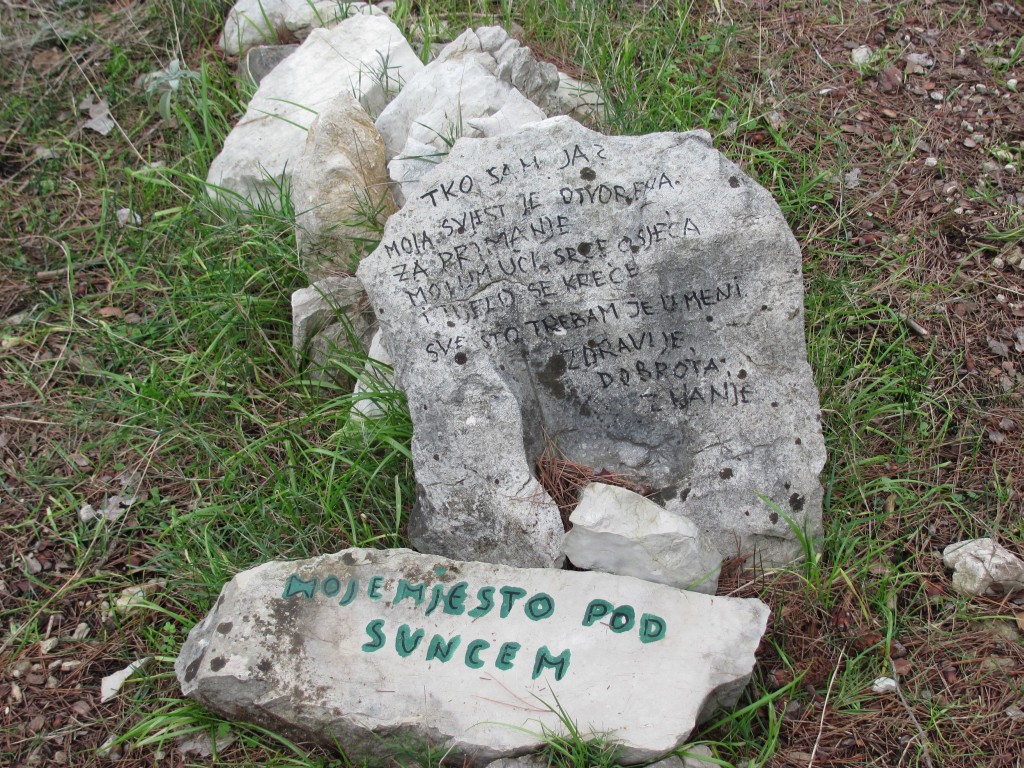 TKO SAM JA?
MOJA SVJEST JE OTVORENA
ZA PRIMANJE
MOJ UM UČI, SRCE OSJEĆA
I TIJELO SE KREĆE
SVE ŠTO TREBAM JE U MENI
ZDRAVLJE,
DOBROTA,
ZNANJE
MOJE MJESTO POD
SUNCEM